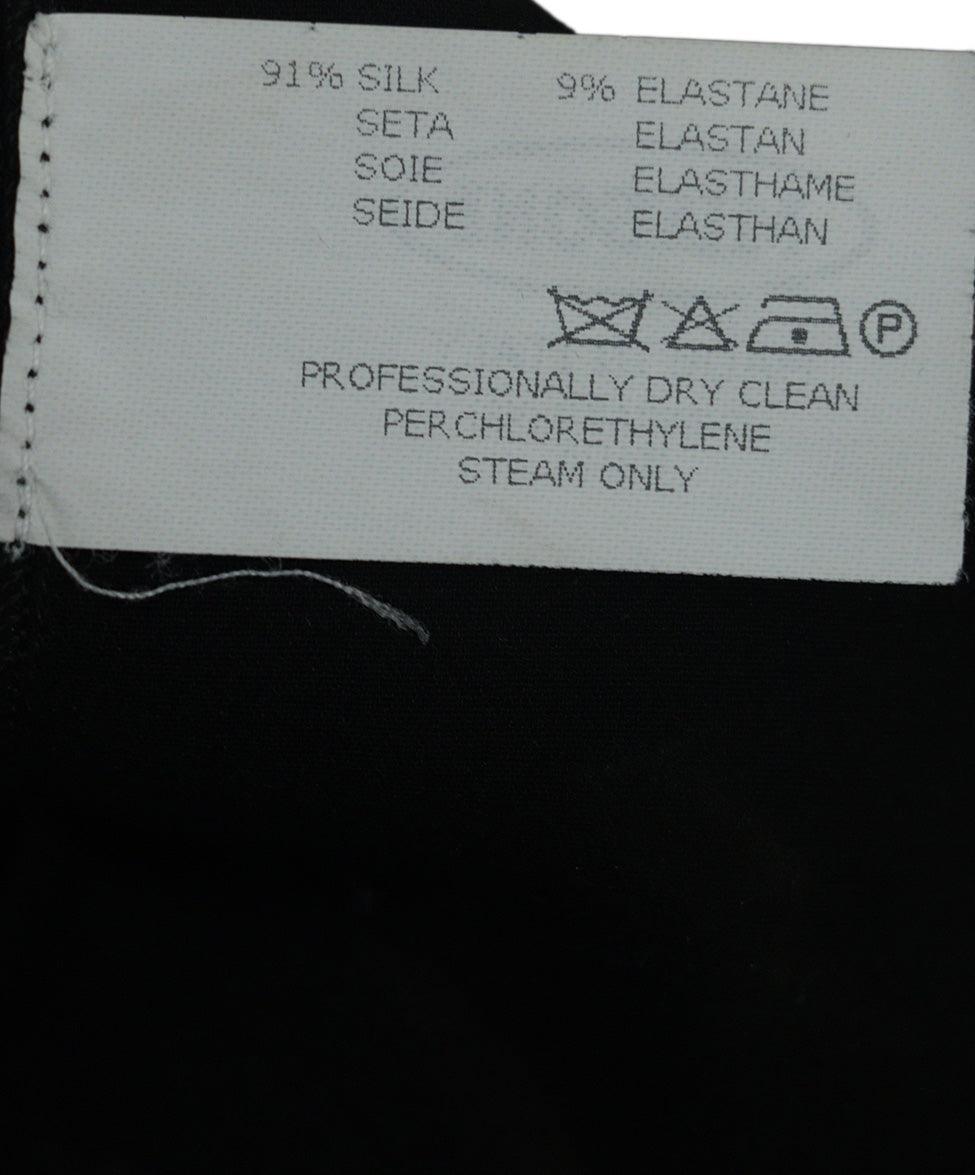 91% SILK 9% ELASTANE
SETA ELASTAN
SOIE ELASTHAME
SEIDE ELASTHAN
P
PROFESSIONALLY DRY CLEAN
PERCHLORETHYLENE
STEAM ONLY